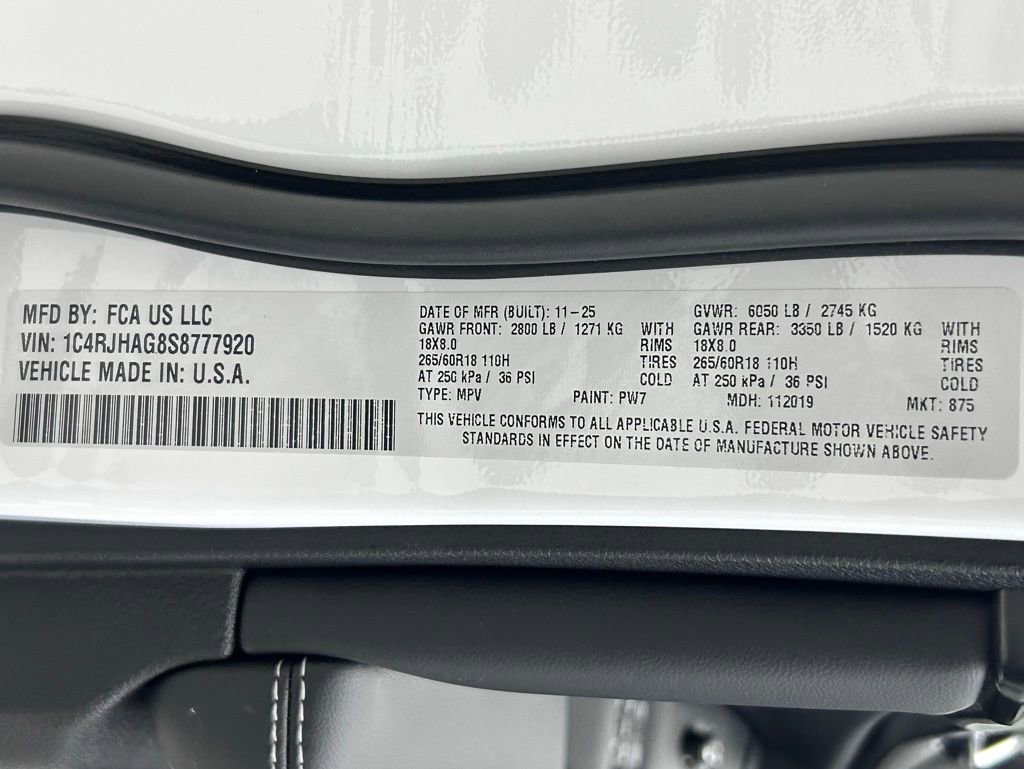 MFD BY: FCA US LLC
VIN: 1C4RJHAG8S8777920
VEHICLE MADE IN: U.S.A.
DATE OF MFR (BUILT): 11-25
GAWR FRONT: 2800 LB / 1271 KG WITH
18X8.0 RIMS
265/60R18 110H TIRES
AT 250 kPa / 36 PSI COLD
GVWR: 6050 LB / 2745 KG
GAWR REAR: 3350 LB / 1520 KG WITH
18X8.0 RIMS
265/60R18 110H TIRES
AT 250 kPa / 36 PSI COLD
TYPE: MPV PAINT: PW7 MDH: 112019 MKT: 875
THIS VEHICLE CONFORMS TO ALL APPLICABLE U.S.A. FEDERAL MOTOR VEHICLE SAFETY
STANDARDS IN EFFECT ON THE DATE OF MANUFACTURE SHOWN ABOVE.